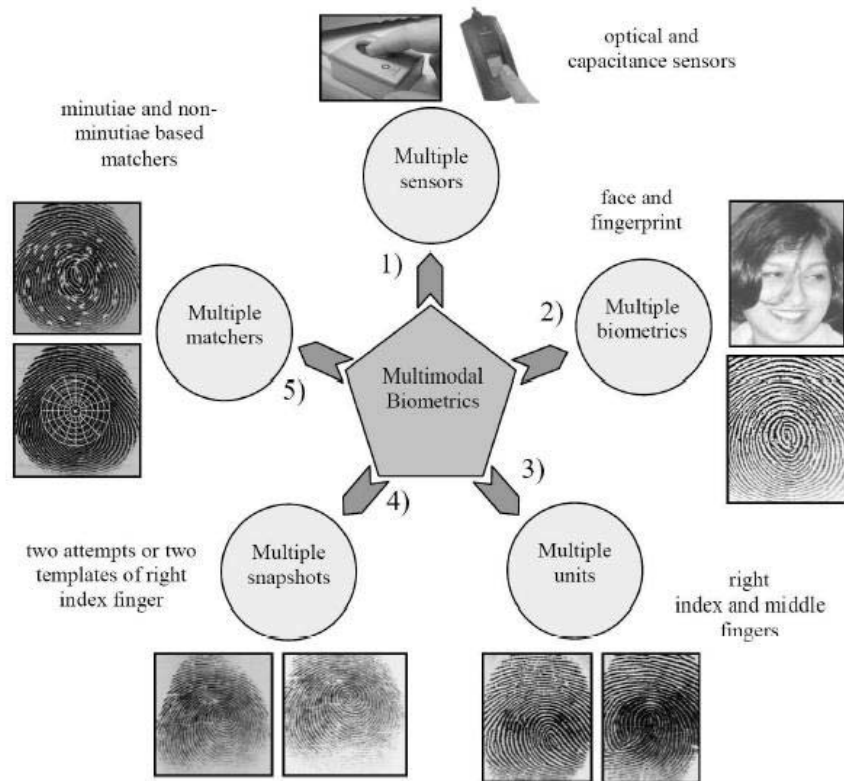 optical and
capacitance sensors
minutiae and non-
minutiae based
matchers
Multiple
sensors
face and
fingerprint
1)
2)
Multiple
biometrics
Multiple
matchers
Multimodal
Biometrics
5)
3)
4)
two attempts or two
templates of right
index finger
Multiple
snapshots
Multiple
units
right
index and middle
fingers